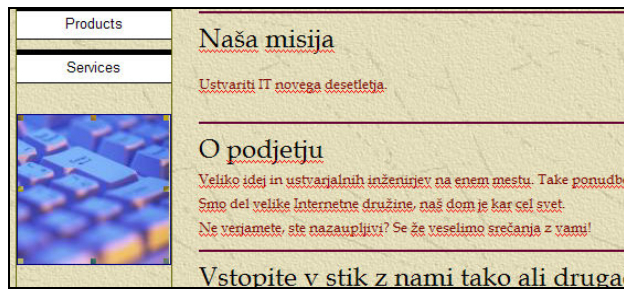 Products
Services
Naša misija
Ustvariti IT novega desetletja.
O podjetju
Veliko idej in ustvarjalnih inženirjev na enem mestu. Take ponudbe
Smo del velike Internetne družine, naš dom je kar cel svet.
Ne verjamete, ste nazaupljivi? Se že veselimo srečanja z vami!
Vstopite v stik z nami tako ali druga